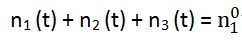 n₁ (t) + n₂ (t) + n₃ (t) = n₁⁰